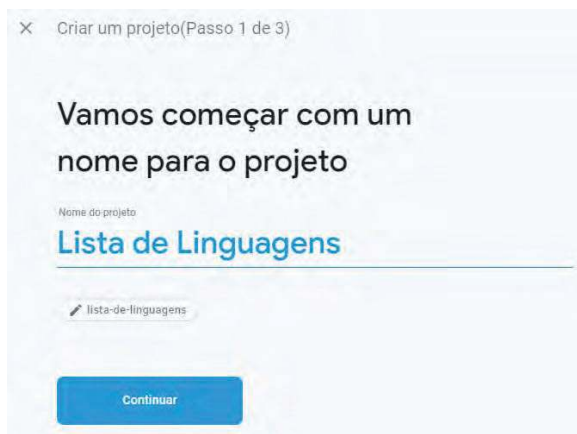 Criar um projeto(Passo 1 de 3)
Vamos começar com um
nome para o projeto
Nome do projeto
Lista de Linguagens
lista-de-linguagens
Continuar